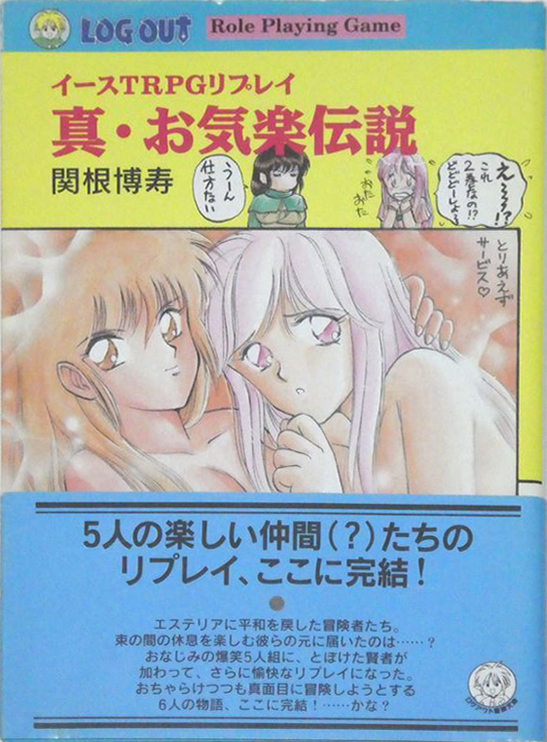 LOG OUT
Role Playing Game
イースTRPGリプレイ
真・お気楽伝説
関根博寿
うーん
仕方ない
おたおた
え〜〜!?
これ
2巻なの!?
どどどーしよう
とりあえず
サービス♡
5人の楽しい仲間(?)たちの
リプレイ、ここに完結!
エステリアに平和を戻した冒険者たち。
束の間の休息を楽しむ彼らの元に届いたのは……?
おなじみの爆笑5人組に、とぼけた賢者が
加わって、さらに愉快なリプレイになった。
おちゃらけつつも真面目に冒険しようとする
6人の物語、ここに完結!……かな?